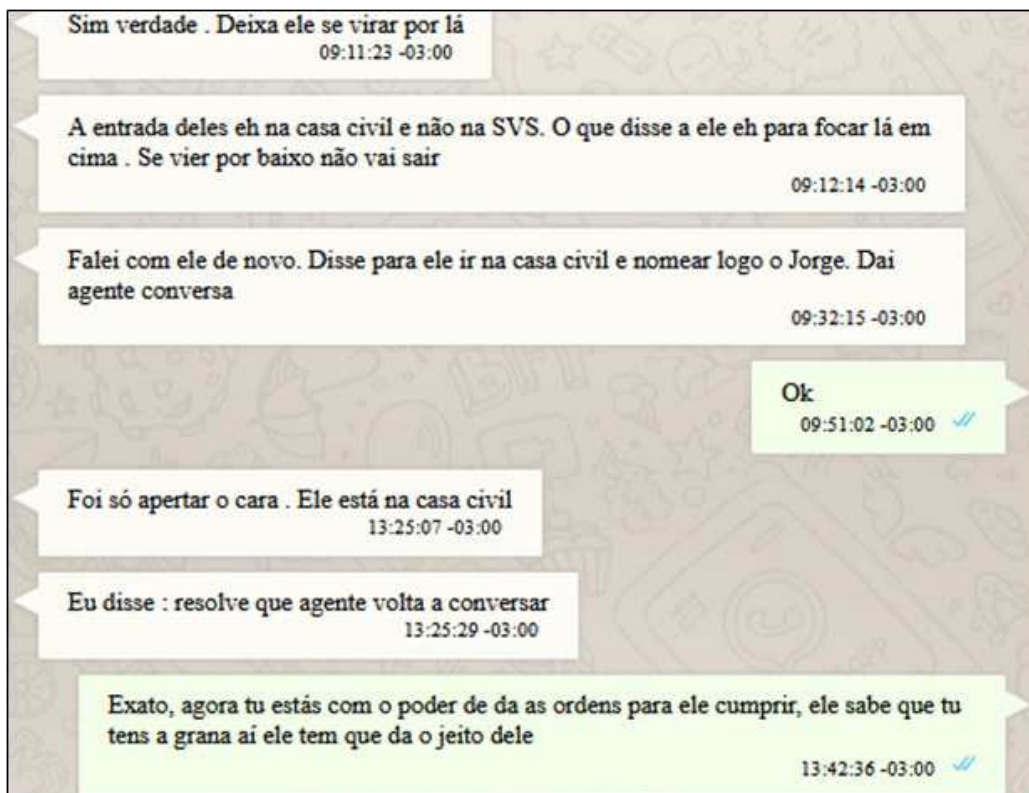 Sim verdade . Deixa ele se virar por lá
09:11:23 -03:00
A entrada deles eh na casa civil e não na SVS. O que disse a ele eh para focar lá em
cima . Se vier por baixo não vai sair
09:12:14 -03:00
Falei com ele de novo. Disse para ele ir na casa civil e nomear logo o Jorge. Dai
agente conversa
09:32:15 -03:00
Ok
09:51:02 -03:00
Foi só apertar o cara . Ele está na casa civil
13:25:07 -03:00
Eu disse : resolve que agente volta a conversar
13:25:29 -03:00
Exato, agora tu estás com o poder de da as ordens para ele cumprir, ele sabe que tu
tens a grana aí ele tem que da o jeito dele
13:42:36 -03:00